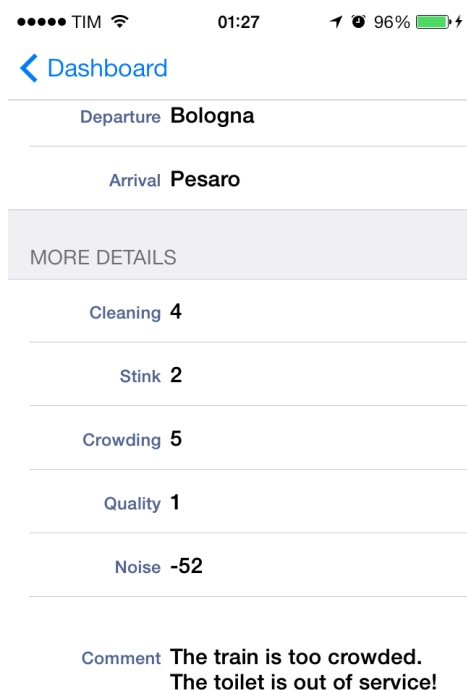 TIM 01:27 96%
Dashboard
Departure Bologna
Arrival Pesaro
MORE DETAILS
Cleaning 4
Stink 2
Crowding 5
Quality 1
Noise -52
Comment The train is too crowded.
The toilet is out of service!